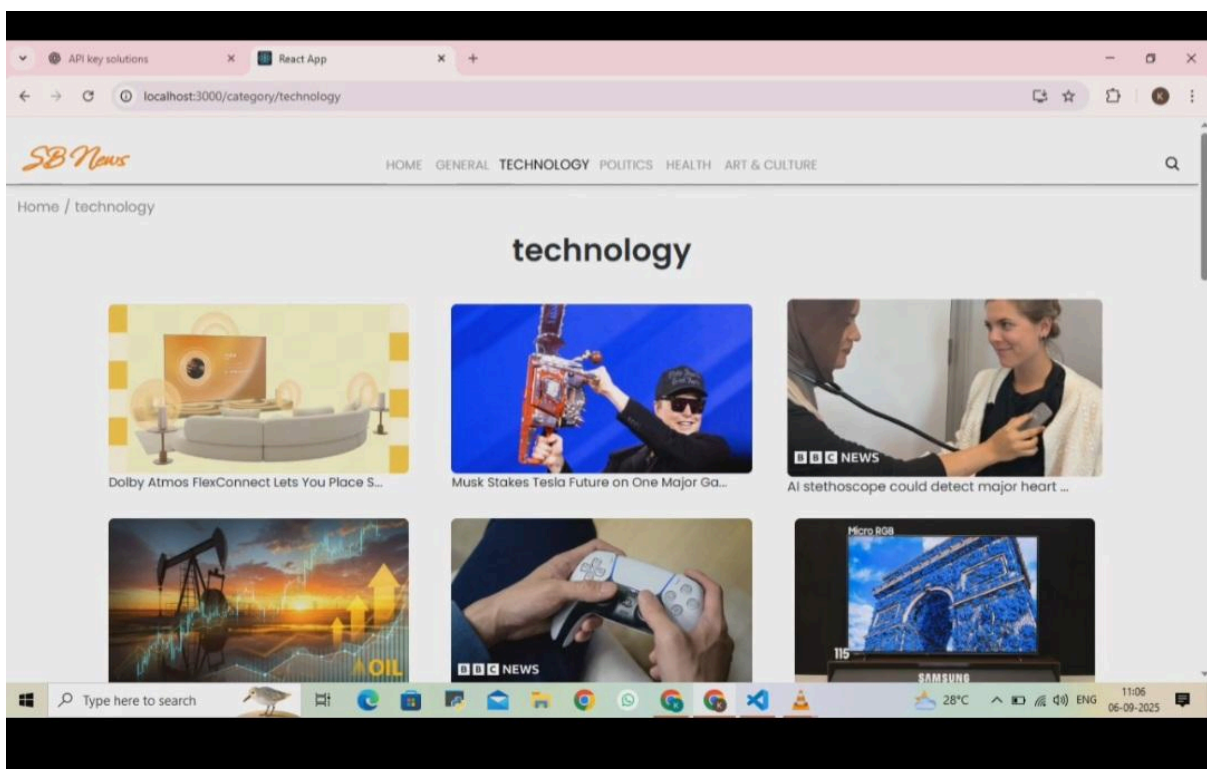 API key solutions
React App
localhost:3000/category/technology
K
SB News
HOME GENERAL TECHNOLOGY POLITICS HEALTH ART & CULTURE
Home / technology
technology
BBC NEWS
Dolby Atmos FlexConnect Lets You Place S...
Musk Stakes Tesla Future on One Major Ga...
AI stethoscope could detect major heart ...
OIL
BBC NEWS
Micro RGB
115
SAMSUNG
Type here to search
28°C
ENG
11:06
06-09-2025